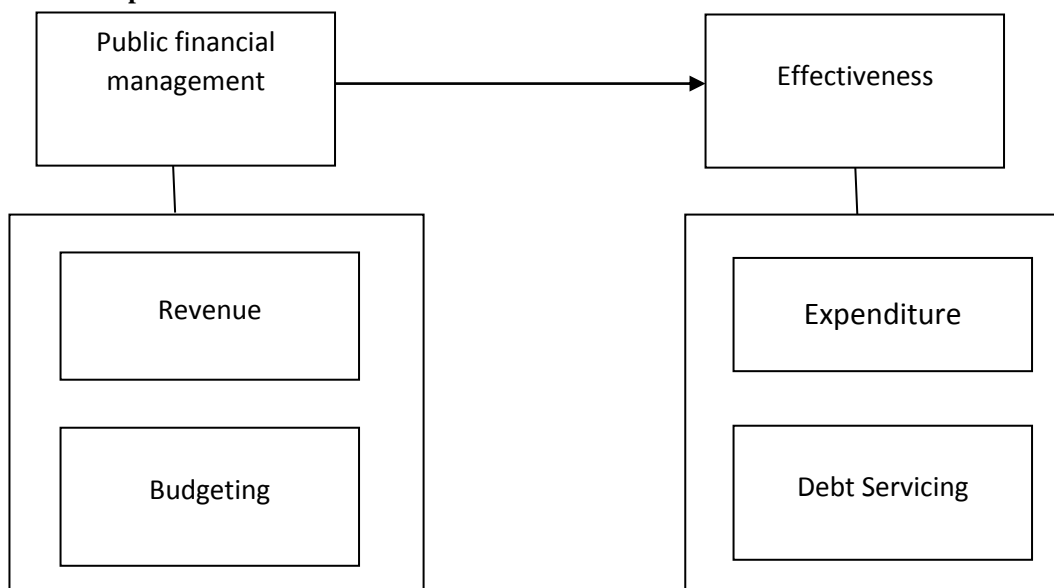 Public financial
management
Effectiveness
Revenue
Expenditure
Budgeting
Debt Servicing